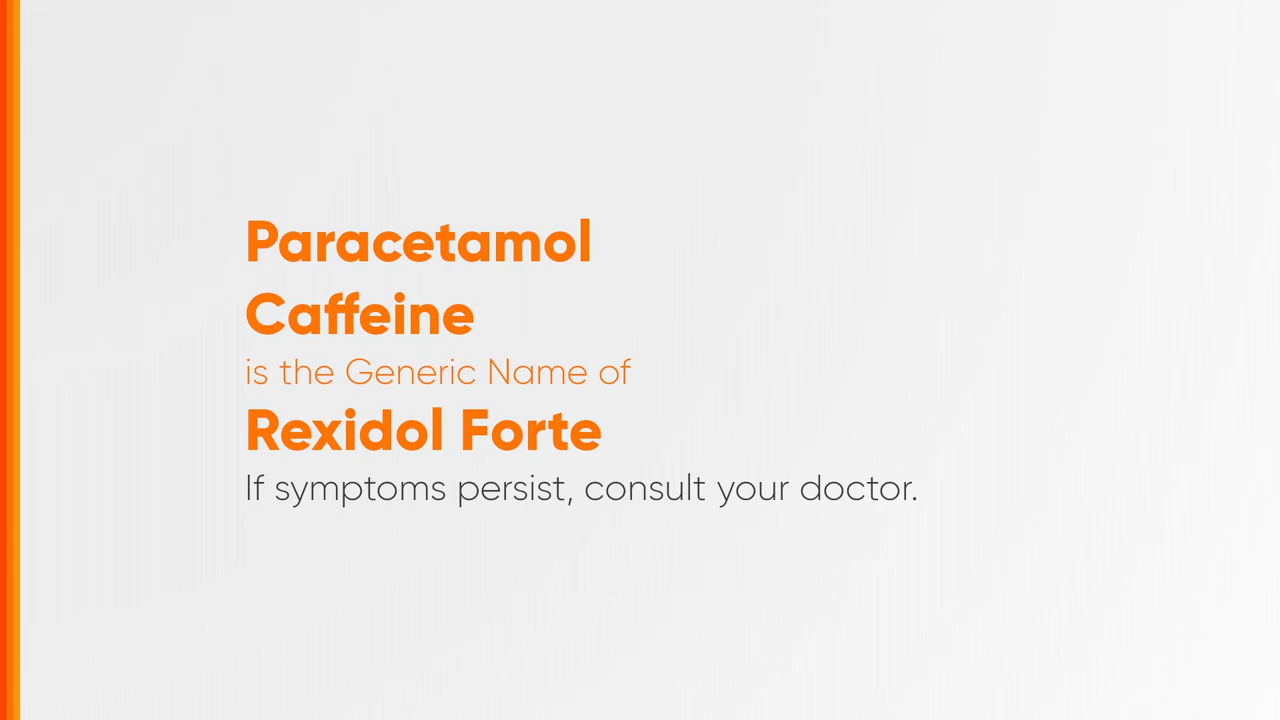 Paracetamol
Caffeine
is the Generic Name of
Rexidol Forte
If symptoms persist, consult your doctor.